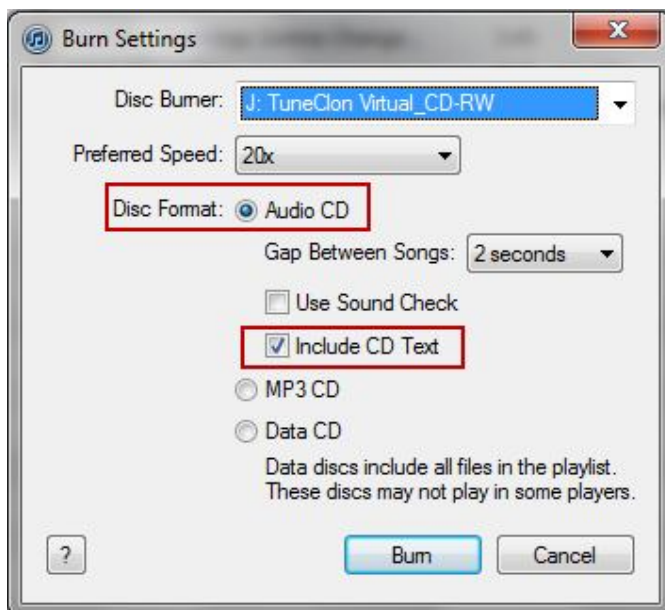 Burn Settings
Disc Burner: J: TuneClon Virtual_CD-RW
Preferred Speed: 20x
Disc Format: Audio CD
Gap Between Songs: 2 seconds
Use Sound Check
Include CD Text
MP3 CD
Data CD
Data discs include all files in the playlist.
These discs may not play in some players.
? Burn Cancel